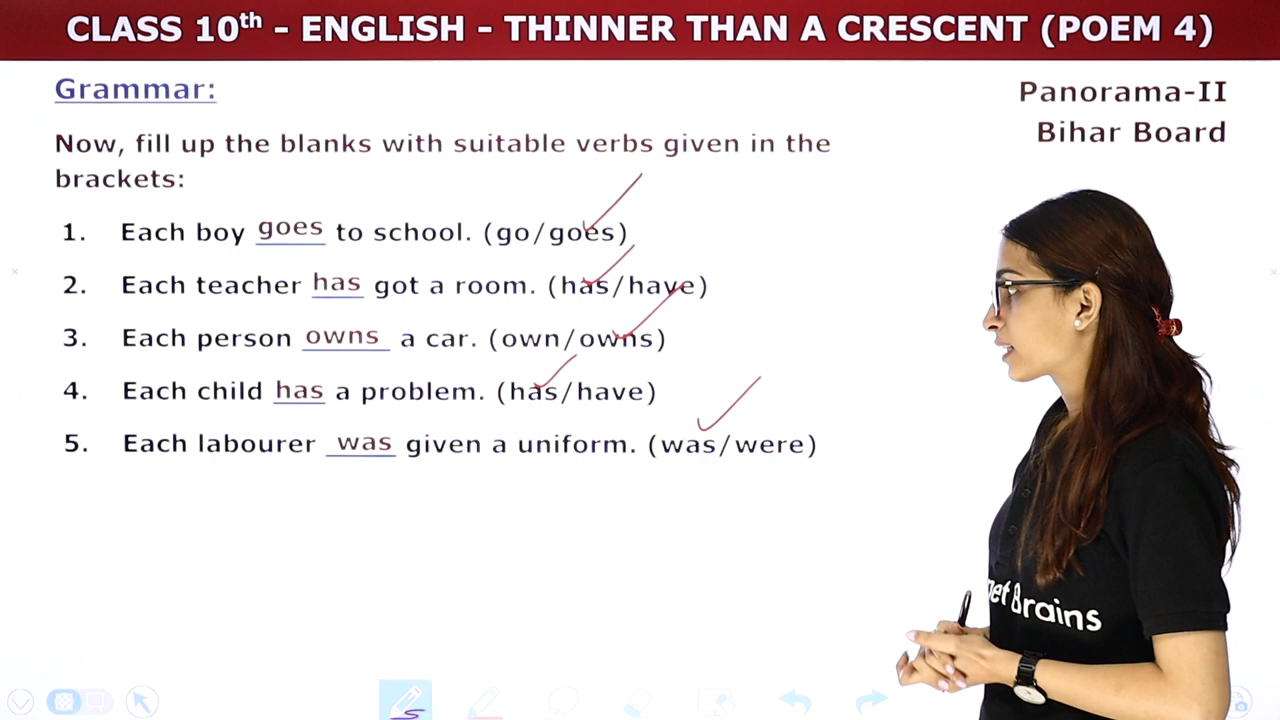 CLASS 10th - ENGLISH - THINNER THAN A CRESCENT (POEM 4)
Grammar:
Panorama-II
Bihar Board
Now, fill up the blanks with suitable verbs given in the
brackets:
1. Each boy goes to school. (go/goes)
2. Each teacher has got a room. (has/have)
3. Each person owns a car. (own/owns)
4. Each child has a problem. (has/have)
5. Each labourer was given a uniform. (was/were)
Brains